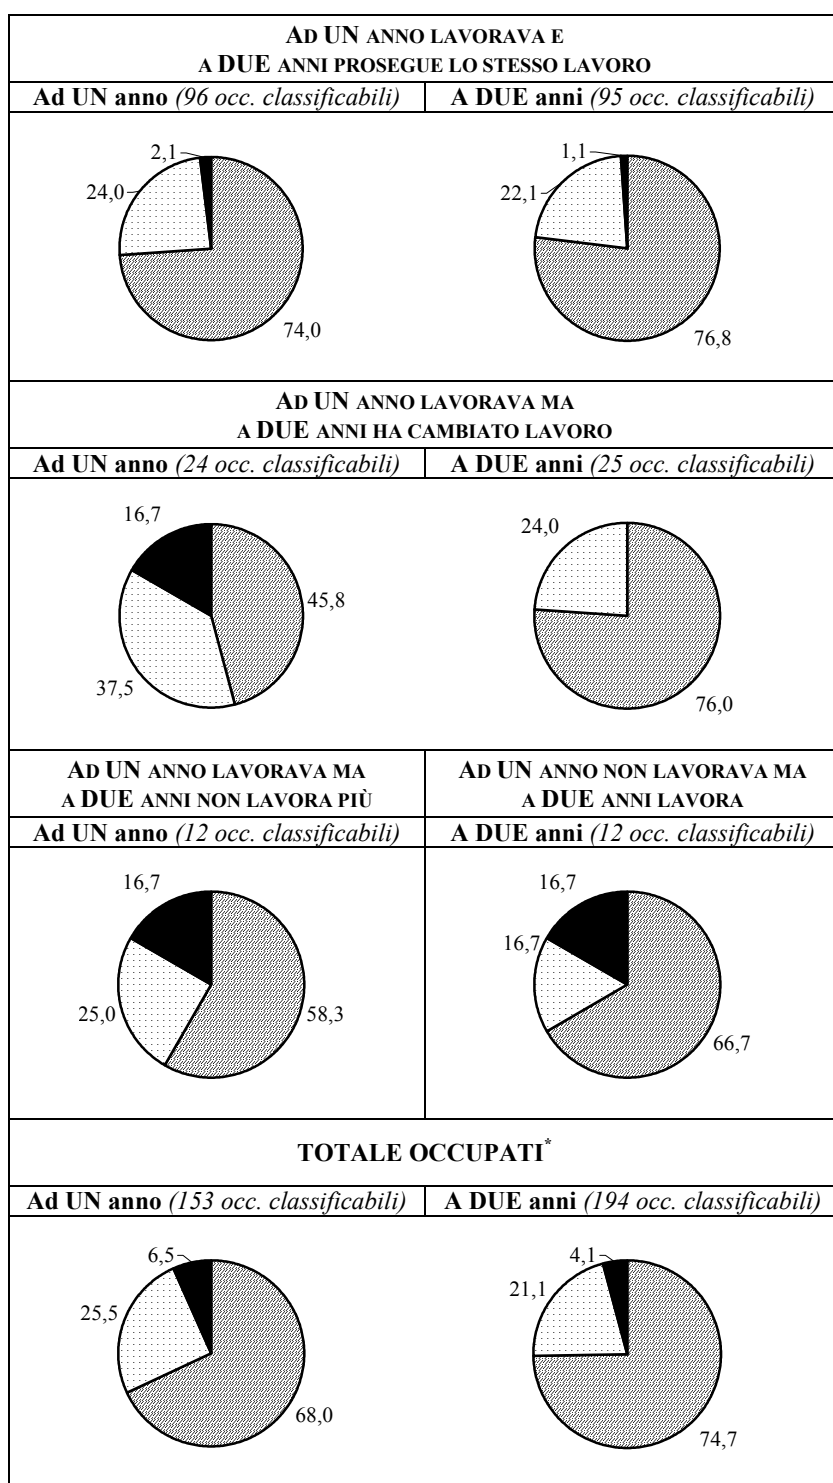 AD UN ANNO LAVORAVA E
A DUE ANNI PROSEGUE LO STESSO LAVORO
Ad UN anno (96 occ. classificabili)
A DUE anni (95 occ. classificabili)
2,1
24,0
74,0
1,1
22,1
76,8
AD UN ANNO LAVORAVA MA
A DUE ANNI HA CAMBIATO LAVORO
Ad UN anno (24 occ. classificabili)
A DUE anni (25 occ. classificabili)
16,7
45,8
37,5
24,0
76,0
AD UN ANNO LAVORAVA MA
A DUE ANNI NON LAVORA PIÙ
AD UN ANNO NON LAVORAVA MA
A DUE ANNI LAVORA
Ad UN anno (12 occ. classificabili)
A DUE anni (12 occ. classificabili)
16,7
25,0
58,3
16,7
16,7
66,7
TOTALE OCCUPATI*
Ad UN anno (153 occ. classificabili)
A DUE anni (194 occ. classificabili)
6,5
25,5
68,0
4,1
21,1
74,7